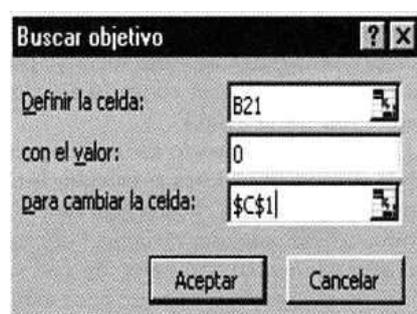 Buscar objetivo ? X
Definir la celda: B21
con el valor: 0
para cambiar la celda: $C$1
Aceptar Cancelar